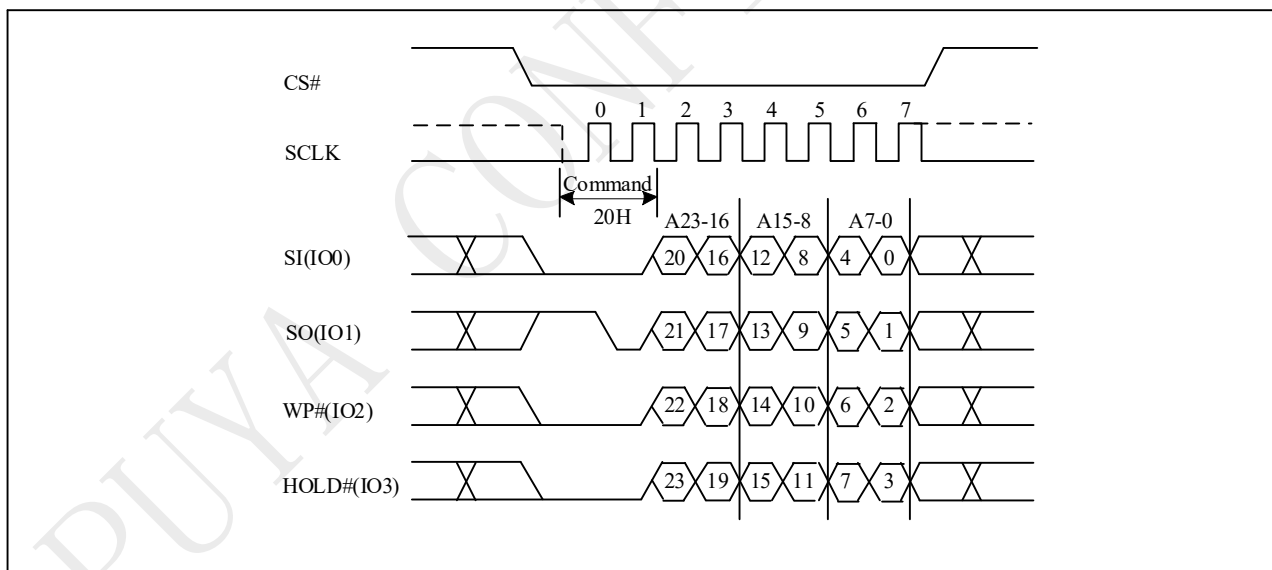 PUYA CONF
CS#
0 1 2 3 4 5 6 7
SCLK
Command
20H
A23-16 A15-8 A7-0
SI(IO0) 20 16 12 8 4 0
SO(IO1) 21 17 13 9 5 1
WP#(IO2) 22 18 14 10 6 2
HOLD#(IO3) 23 19 15 11 7 3